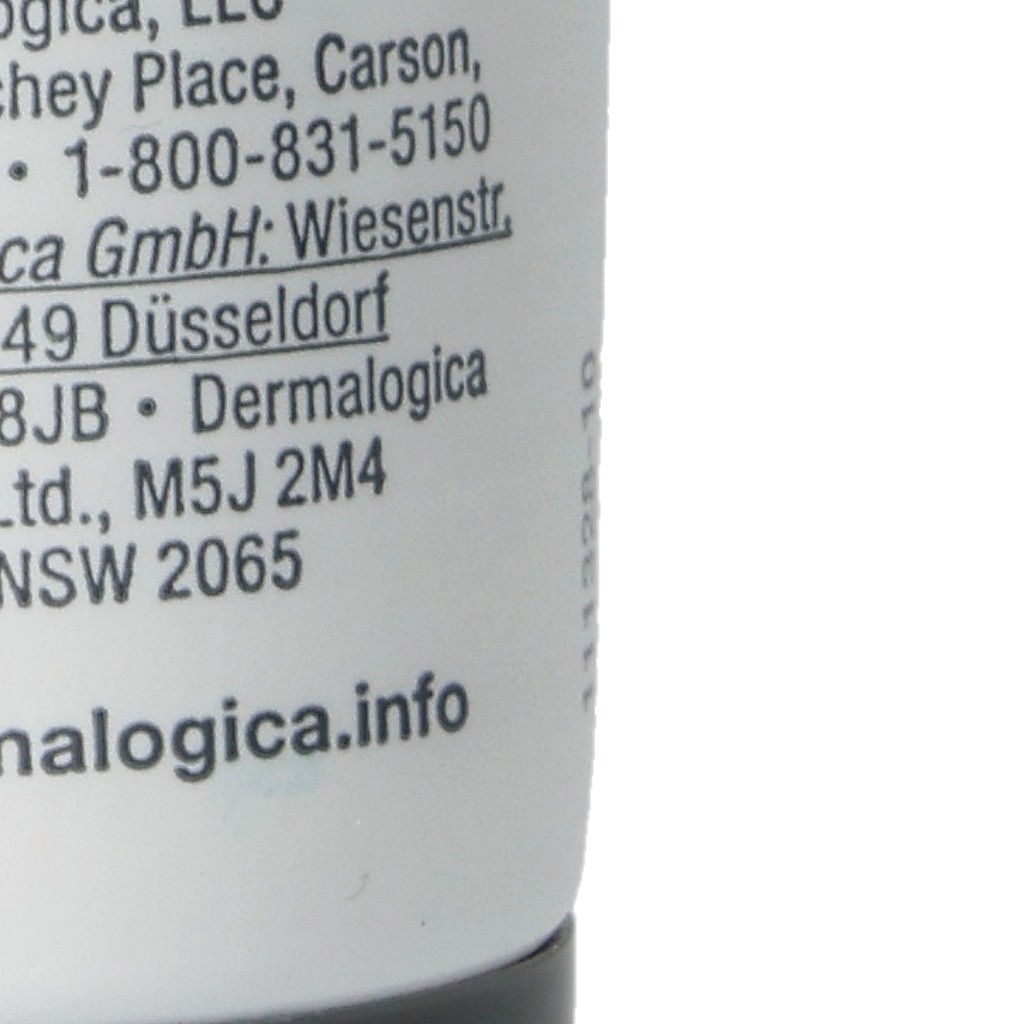 ogica, LLC
chey Place, Carson,
• 1-800-831-5150
ca GmbH: Wiesenstr.
49 Düsseldorf
8JB • Dermalogica
Ltd., M5J 2M4
NSW 2065
malogica.info